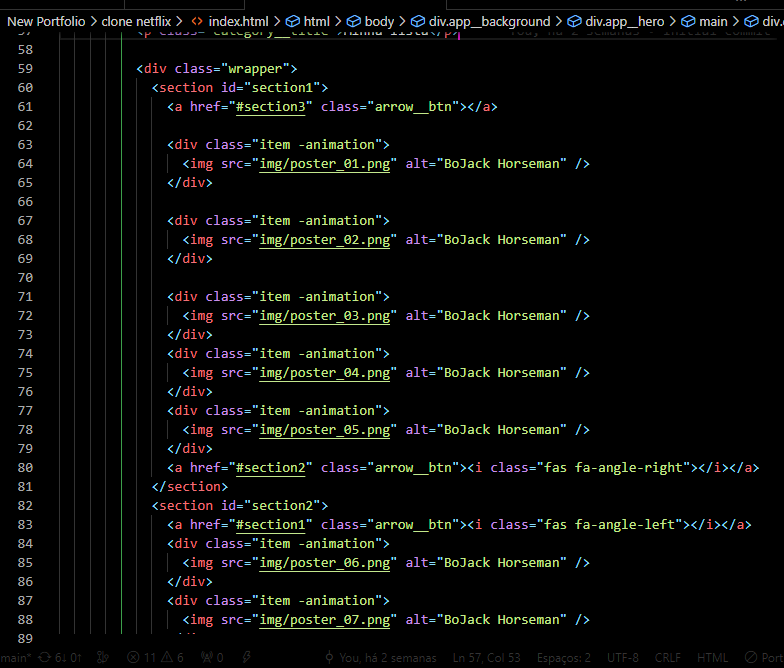 New Portfolio > clone netflix > <> index.html > html > body > div.app__background > div.app__hero > main > div.
57 <p class="category__title">Minha lista</p> You, há 2 semanas • Initial commit
58
59 <div class="wrapper">
60 <section id="section1">
61 <a href="#section3" class="arrow__btn"></a>
62
63 <div class="item -animation">
64 <img src="img/poster_01.png" alt="BoJack Horseman" />
65 </div>
66
67 <div class="item -animation">
68 <img src="img/poster_02.png" alt="BoJack Horseman" />
69 </div>
70
71 <div class="item -animation">
72 <img src="img/poster_03.png" alt="BoJack Horseman" />
73 </div>
74 <div class="item -animation">
75 <img src="img/poster_04.png" alt="BoJack Horseman" />
76 </div>
77 <div class="item -animation">
78 <img src="img/poster_05.png" alt="BoJack Horseman" />
79 </div>
80 <a href="#section2" class="arrow__btn"><i class="fas fa-angle-right"></i></a>
81 </section>
82 <section id="section2">
83 <a href="#section1" class="arrow__btn"><i class="fas fa-angle-left"></i></a>
84 <div class="item -animation">
85 <img src="img/poster_06.png" alt="BoJack Horseman" />
86 </div>
87 <div class="item -animation">
88 <img src="img/poster_07.png" alt="BoJack Horseman" />
89
main* 6↓ 0↑ 11 6 0 You, há 2 semanas Ln 57, Col 53 Espaços: 2 UTF-8 CRLF HTML Port